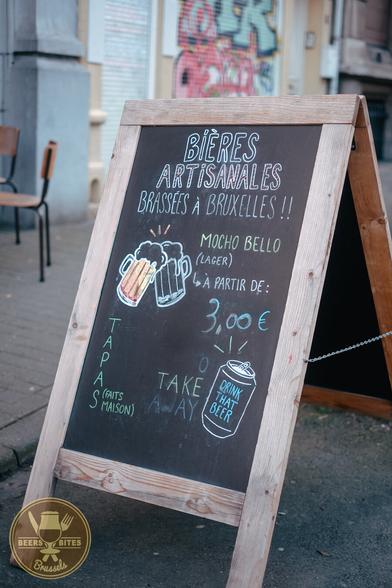 BIÈRES
ARTISANALES
BRASSÉES À BRUXELLES !!
MOCHO BELLO
(LAGER)
À PARTIR DE:
3,00 €
TAPAS
(FAITS
MAISON)
TAKE
AWAY
DRINK
THAT
BEER
BEERS BITES
Brussels